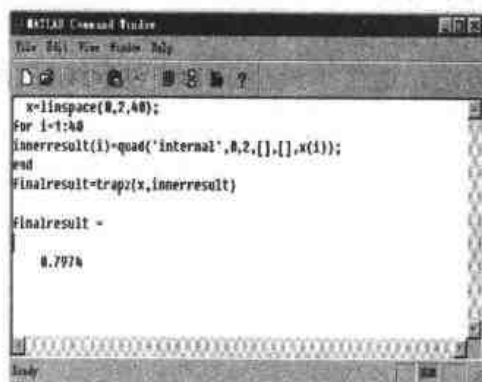 MATLAB Command Window
File Edit View Window Help
x=linspace(0,2,40);
for i=1:40
innerresult(i)=quad('internal',0,2,[],[],x(i));
end
finalresult=trapz(x,innerresult)
finalresult =
0.7974
Ready